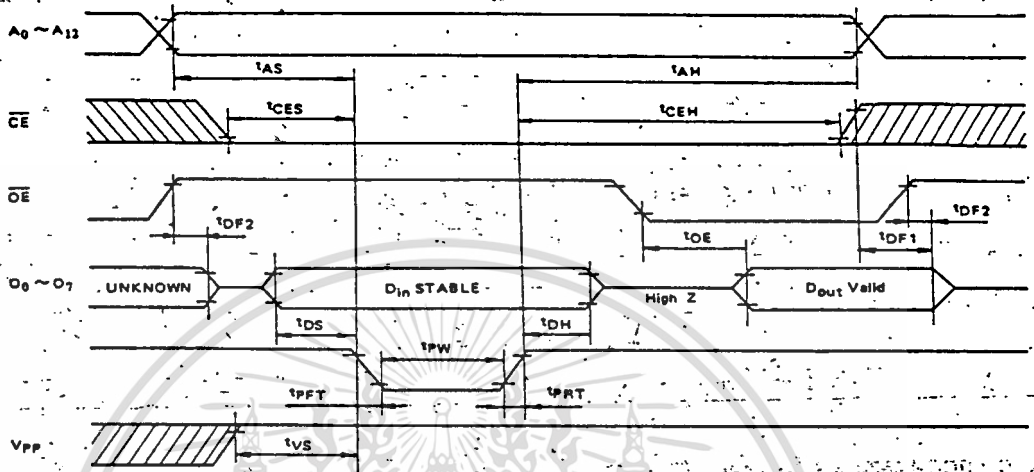 A0 ~ A12
tAS
tAH
CE
tCES
tCEH
OE
tDF2
tOE
tDF1
tDF2
O0 ~ O7
UNKNOWN
Din STABLE
High Z
Dout Valid
tDS
tDH
tPW
tPFT
tPRT
VPP
tVS